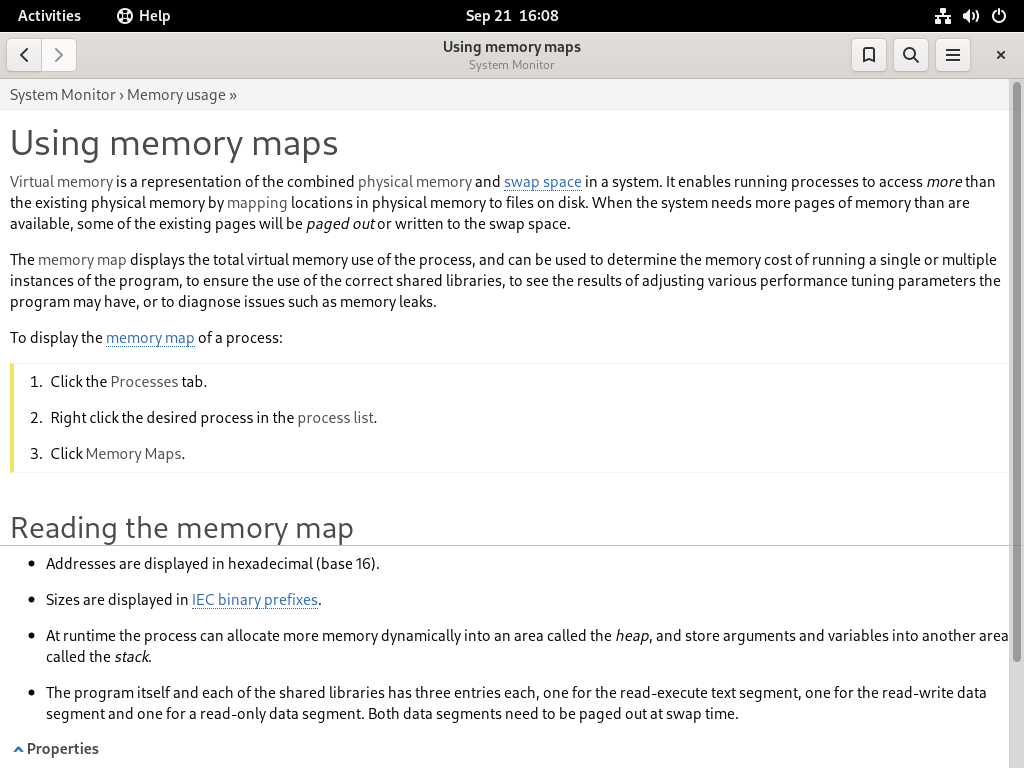 Activities
Help
Sep 21 16:08
Using memory maps
System Monitor
System Monitor › Memory usage »
Using memory maps
Virtual memory is a representation of the combined physical memory and swap space in a system. It enables running processes to access more than
the existing physical memory by mapping locations in physical memory to files on disk. When the system needs more pages of memory than are
available, some of the existing pages will be paged out or written to the swap space.
The memory map displays the total virtual memory use of the process, and can be used to determine the memory cost of running a single or multiple
instances of the program, to ensure the use of the correct shared libraries, to see the results of adjusting various performance tuning parameters the
program may have, or to diagnose issues such as memory leaks.
To display the memory map of a process:
1. Click the Processes tab.
2. Right click the desired process in the process list.
3. Click Memory Maps.
Reading the memory map
• Addresses are displayed in hexadecimal (base 16).
• Sizes are displayed in IEC binary prefixes.
• At runtime the process can allocate more memory dynamically into an area called the heap, and store arguments and variables into another area
called the stack.
• The program itself and each of the shared libraries has three entries each, one for the read-execute text segment, one for the read-write data
segment and one for a read-only data segment. Both data segments need to be paged out at swap time.
Properties